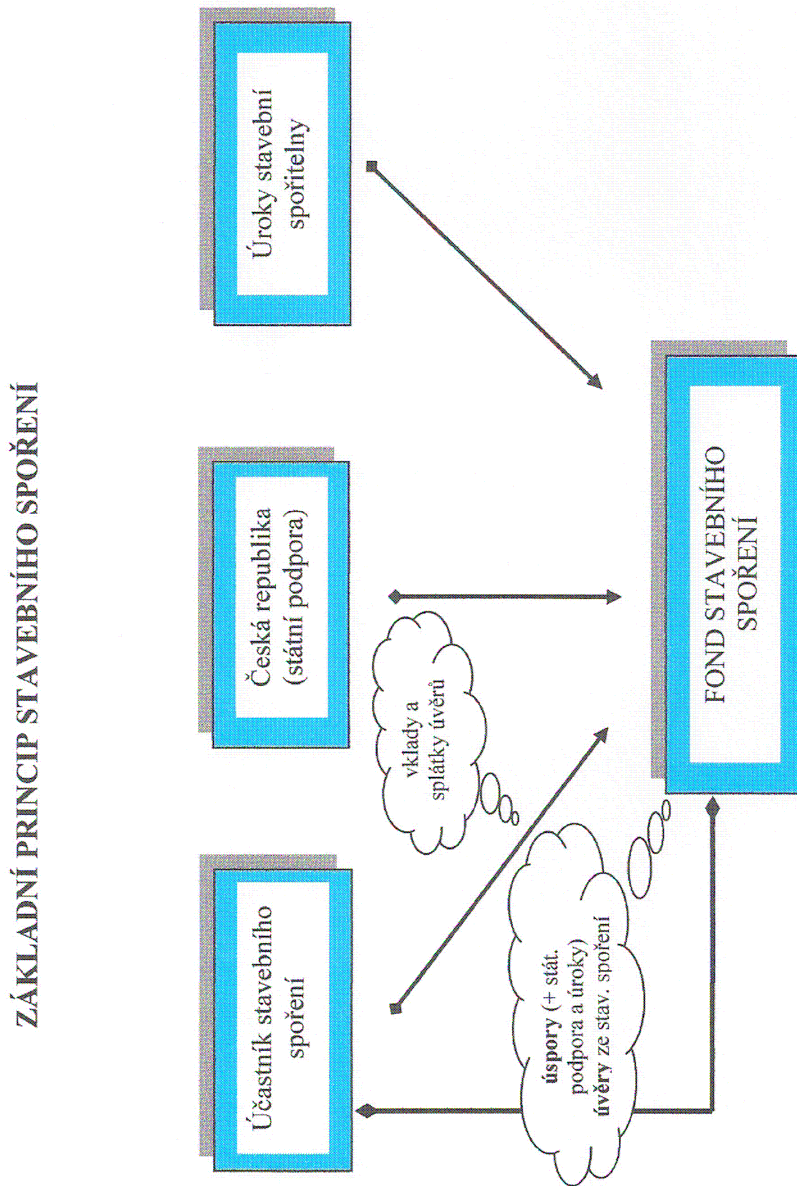 ZÁKLADNÍ PRINCIP STAVEBNÍHO SPOŘENÍ
Účastník stavebního
spoření
Česká republika
(státní podpora)
Úroky stavební
spořitelny
vklady a
splátky úvěrů
úspory (+ stát.
podpora a úroky)
úvěry ze stav. spoření
FOND STAVEBNÍHO
SPOŘENÍ